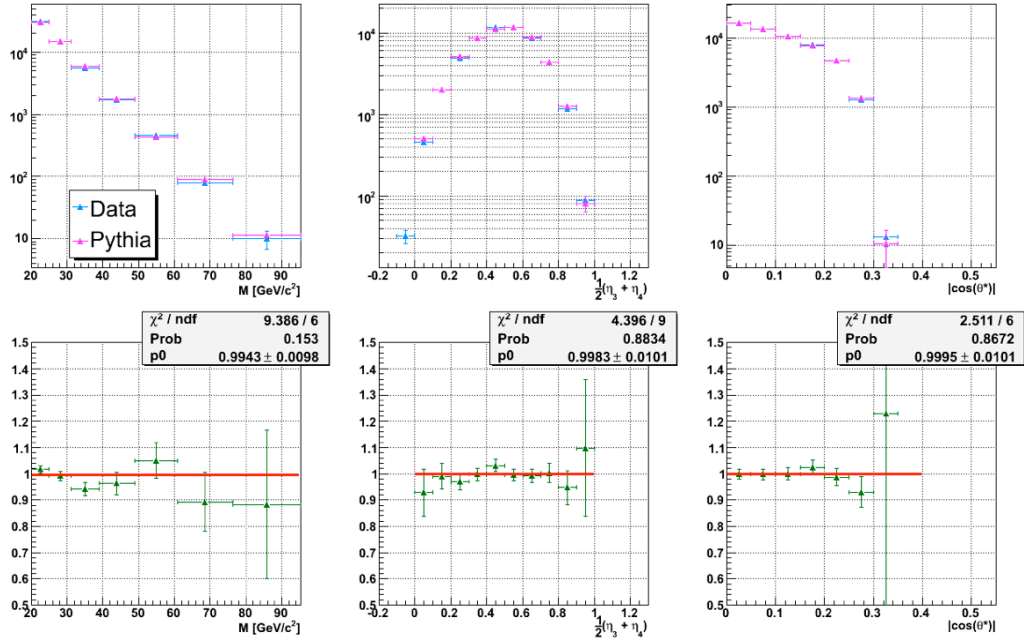 10⁴
10³
10²
10
Data
Pythia
20 30 40 50 60 70 80 90
M [GeV/c²]
10⁴
10³
10²
-0.2 0 0.2 0.4 0.6 0.8 1 1.2
½(η₃ + η₄)
10⁴
10³
10²
10
0 0.1 0.2 0.3 0.4 0.5
|cos(θ*)|
χ² / ndf 9.386 / 6
Prob 0.153
p0 0.9943 ± 0.0098
1.5
1.4
1.3
1.2
1.1
1
0.9
0.8
0.7
0.6
0.5
20 30 40 50 60 70 80 90
M [GeV/c²]
χ² / ndf 4.396 / 9
Prob 0.8834
p0 0.9983 ± 0.0101
1.5
1.4
1.3
1.2
1.1
1
0.9
0.8
0.7
0.6
0.5
-0.2 0 0.2 0.4 0.6 0.8 1 1.2
½(η₃ + η₄)
χ² / ndf 2.511 / 6
Prob 0.8672
p0 0.9995 ± 0.0101
1.5
1.4
1.3
1.2
1.1
1
0.9
0.8
0.7
0.6
0.5
0 0.1 0.2 0.3 0.4 0.5
|cos(θ*)|